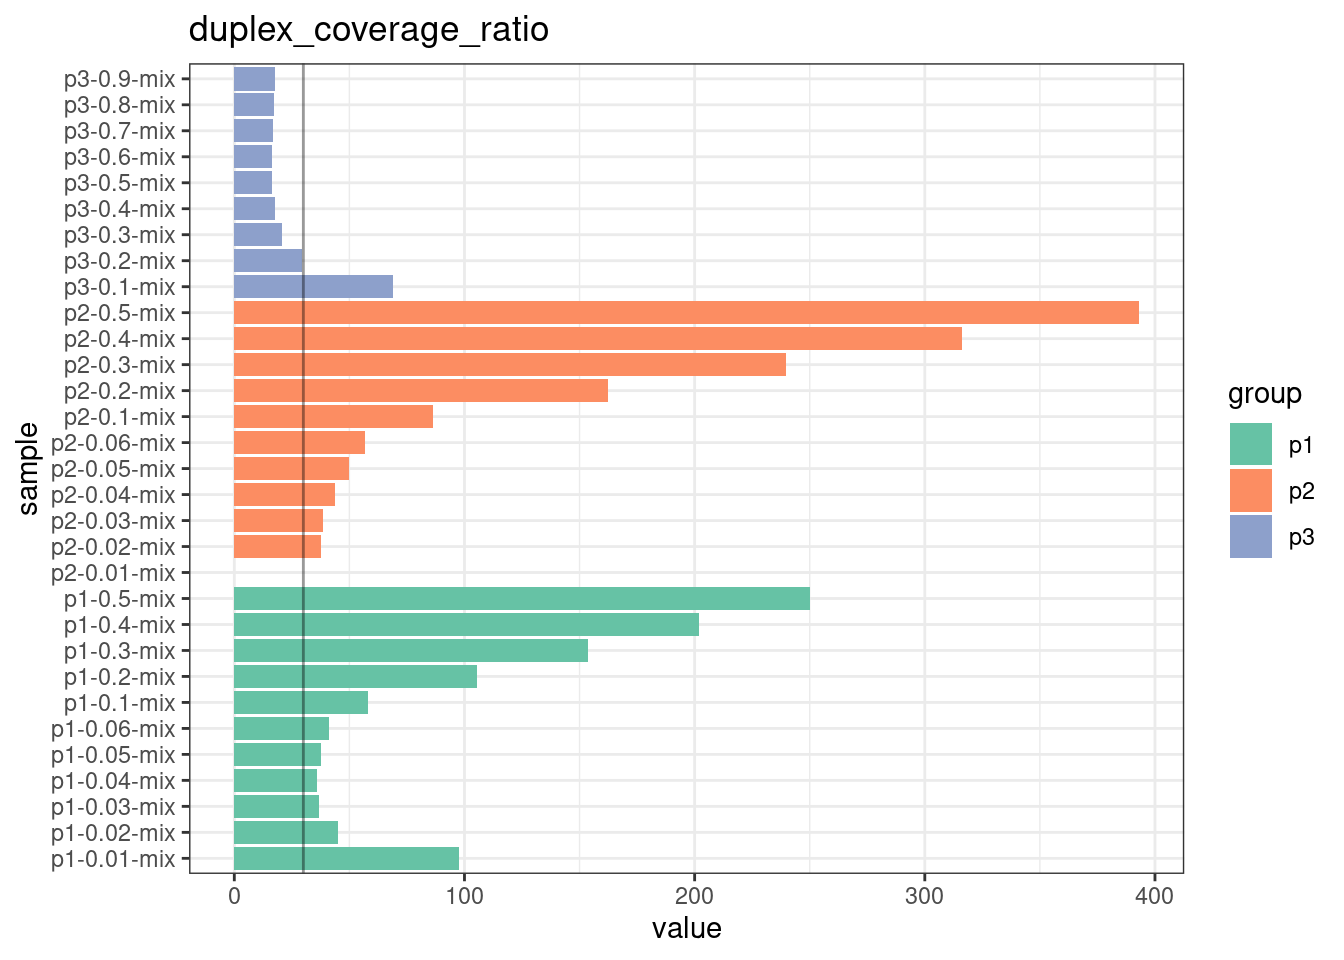 duplex_coverage_ratio
p3-0.9-mix
p3-0.8-mix
p3-0.7-mix
p3-0.6-mix
p3-0.5-mix
p3-0.4-mix
p3-0.3-mix
p3-0.2-mix
p3-0.1-mix
p2-0.5-mix
p2-0.4-mix
p2-0.3-mix
p2-0.2-mix
p2-0.1-mix
p2-0.06-mix
p2-0.05-mix
p2-0.04-mix
p2-0.03-mix
p2-0.02-mix
p2-0.01-mix
p1-0.5-mix
p1-0.4-mix
p1-0.3-mix
p1-0.2-mix
p1-0.1-mix
p1-0.06-mix
p1-0.05-mix
p1-0.04-mix
p1-0.03-mix
p1-0.02-mix
p1-0.01-mix
sample
0 100 200 300 400
value
group
p1
p2
p3